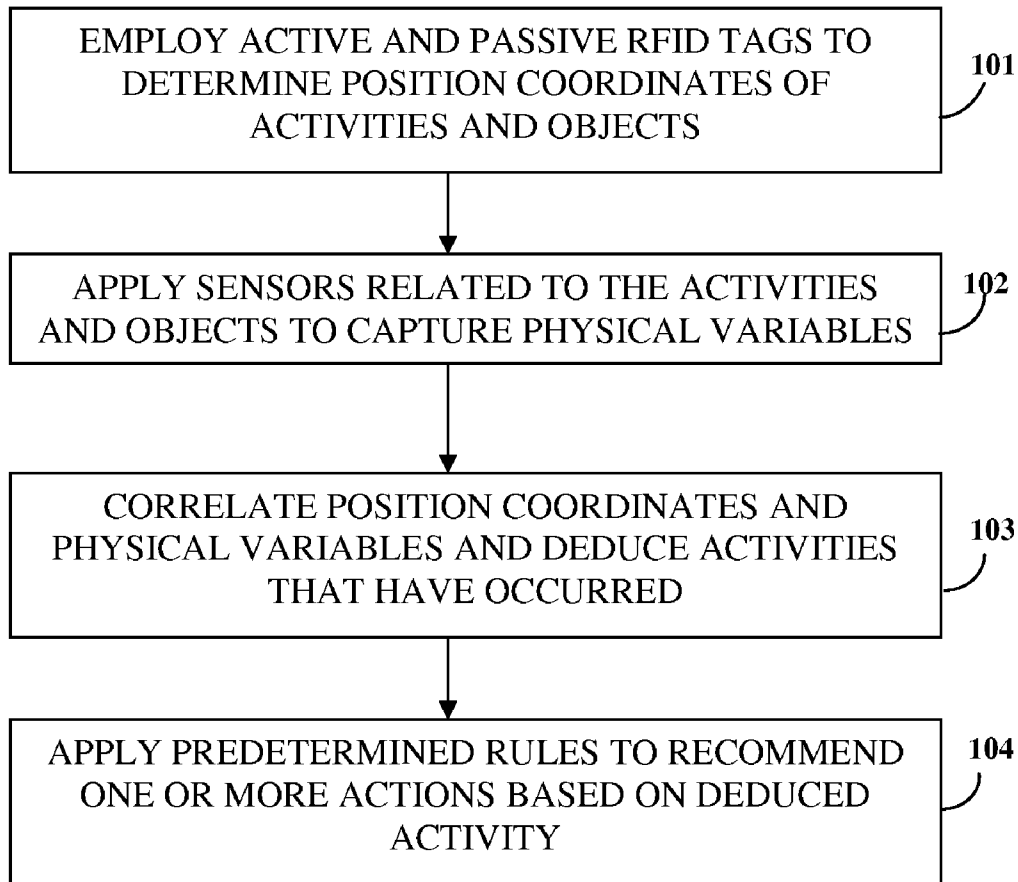 EMPLOY ACTIVE AND PASSIVE RFID TAGS TO
DETERMINE POSITION COORDINATES OF
ACTIVITIES AND OBJECTS
101
APPLY SENSORS RELATED TO THE ACTIVITIES
AND OBJECTS TO CAPTURE PHYSICAL VARIABLES
102
CORRELATE POSITION COORDINATES AND
PHYSICAL VARIABLES AND DEDUCE ACTIVITIES
THAT HAVE OCCURRED
103
APPLY PREDETERMINED RULES TO RECOMMEND
ONE OR MORE ACTIONS BASED ON DEDUCED
ACTIVITY
104